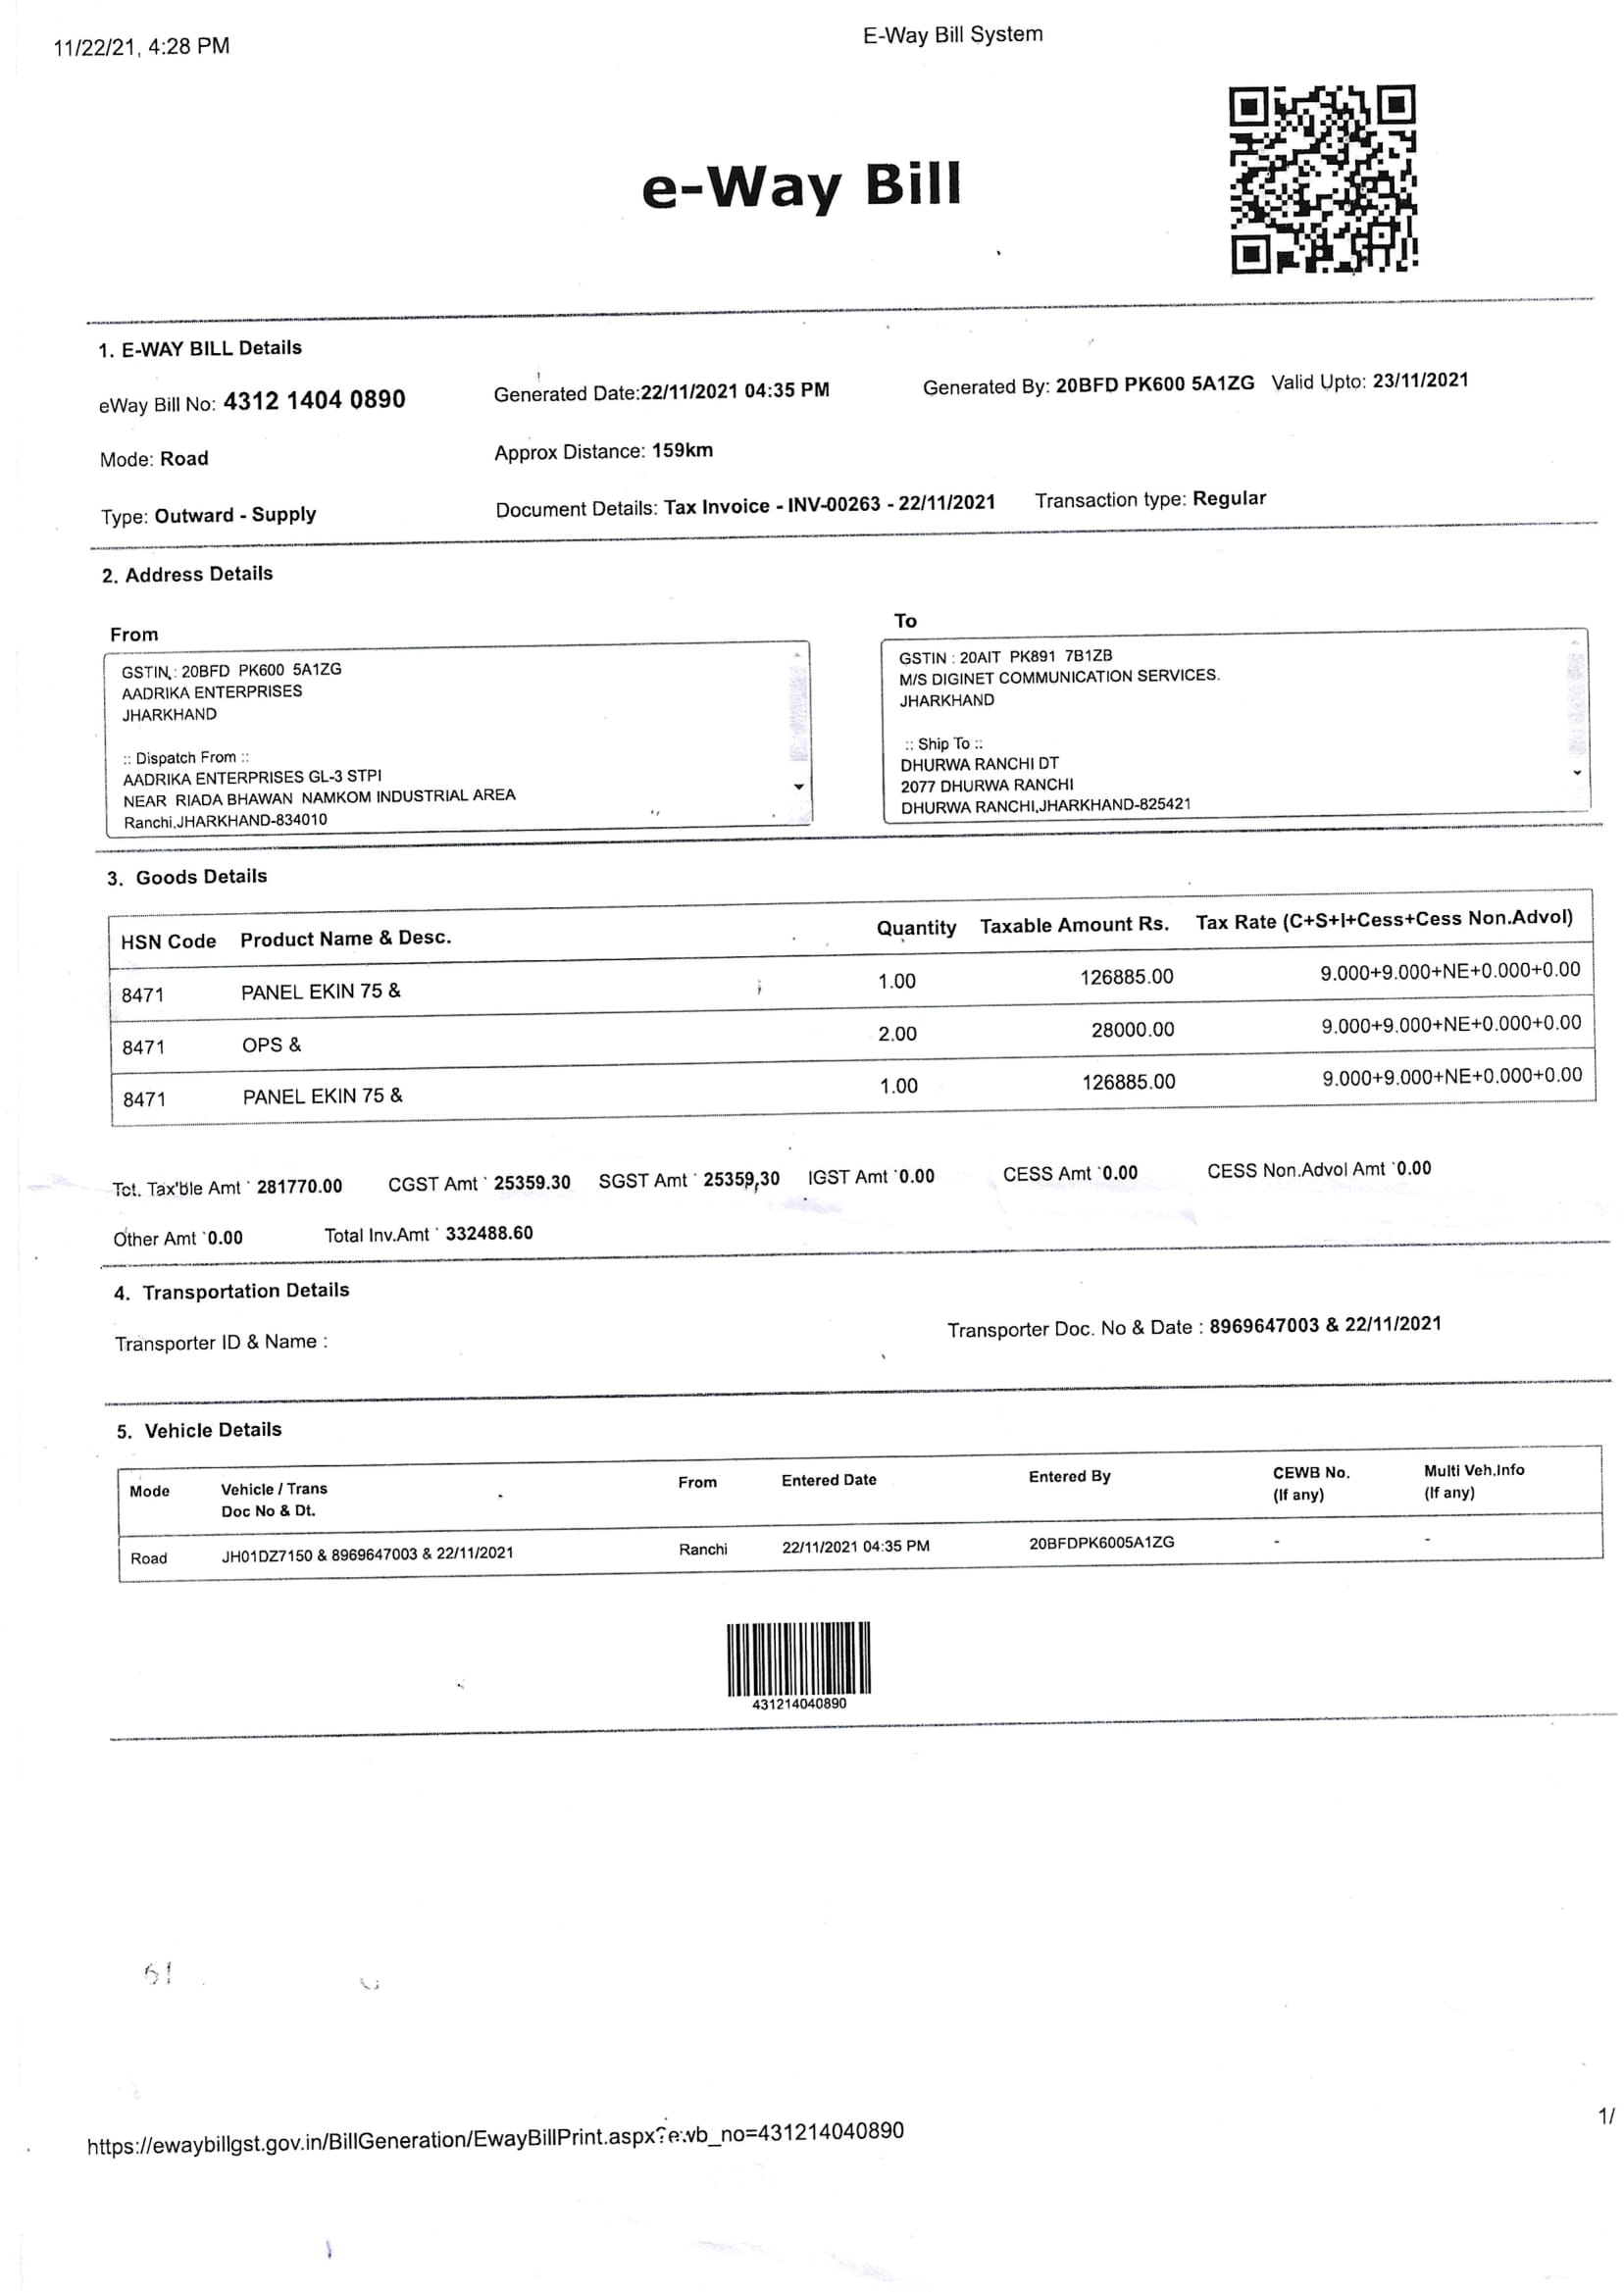 11/22/21, 4:28 PM
E-Way Bill System
e-Way Bill
1. E-WAY BILL Details
eWay Bill No: 4312 1404 0890 Generated Date:22/11/2021 04:35 PM Generated By: 20BFD PK600 5A1ZG Valid Upto: 23/11/2021
Mode: Road Approx Distance: 159km
Type: Outward - Supply Document Details: Tax Invoice - INV-00263 - 22/11/2021 Transaction type: Regular
2. Address Details
From
GSTIN : 20BFD PK600 5A1ZG
AADRIKA ENTERPRISES
JHARKHAND
:: Dispatch From ::
AADRIKA ENTERPRISES GL-3 STPI
NEAR RIADA BHAWAN NAMKOM INDUSTRIAL AREA
Ranchi,JHARKHAND-834010
To
GSTIN : 20AIT PK891 7B1ZB
M/S DIGINET COMMUNICATION SERVICES.
JHARKHAND
:: Ship To ::
DHURWA RANCHI DT
2077 DHURWA RANCHI
DHURWA RANCHI,JHARKHAND-825421
3. Goods Details
HSN Code Product Name & Desc. Quantity Taxable Amount Rs. Tax Rate (C+S+I+Cess+Cess Non.Advol)
8471 PANEL EKIN 75 & 1.00 126885.00 9.000+9.000+NE+0.000+0.00
8471 OPS & 2.00 28000.00 9.000+9.000+NE+0.000+0.00
8471 PANEL EKIN 75 & 1.00 126885.00 9.000+9.000+NE+0.000+0.00
Tot. Tax'ble Amt ` 281770.00 CGST Amt ` 25359.30 SGST Amt ` 25359.30 IGST Amt `0.00 CESS Amt `0.00 CESS Non.Advol Amt `0.00
Other Amt `0.00 Total Inv.Amt ` 332488.60
4. Transportation Details
Transporter ID & Name : Transporter Doc. No & Date : 8969647003 & 22/11/2021
5. Vehicle Details
Mode Vehicle / Trans Doc No & Dt. From Entered Date Entered By CEWB No. (If any) Multi Veh.Info (If any)
Road JH01DZ7150 & 8969647003 & 22/11/2021 Ranchi 22/11/2021 04:35 PM 20BFDPK6005A1ZG - -
431214040890
https://ewaybillgst.gov.in/BillGeneration/EwayBillPrint.aspx?ewb_no=431214040890
1/